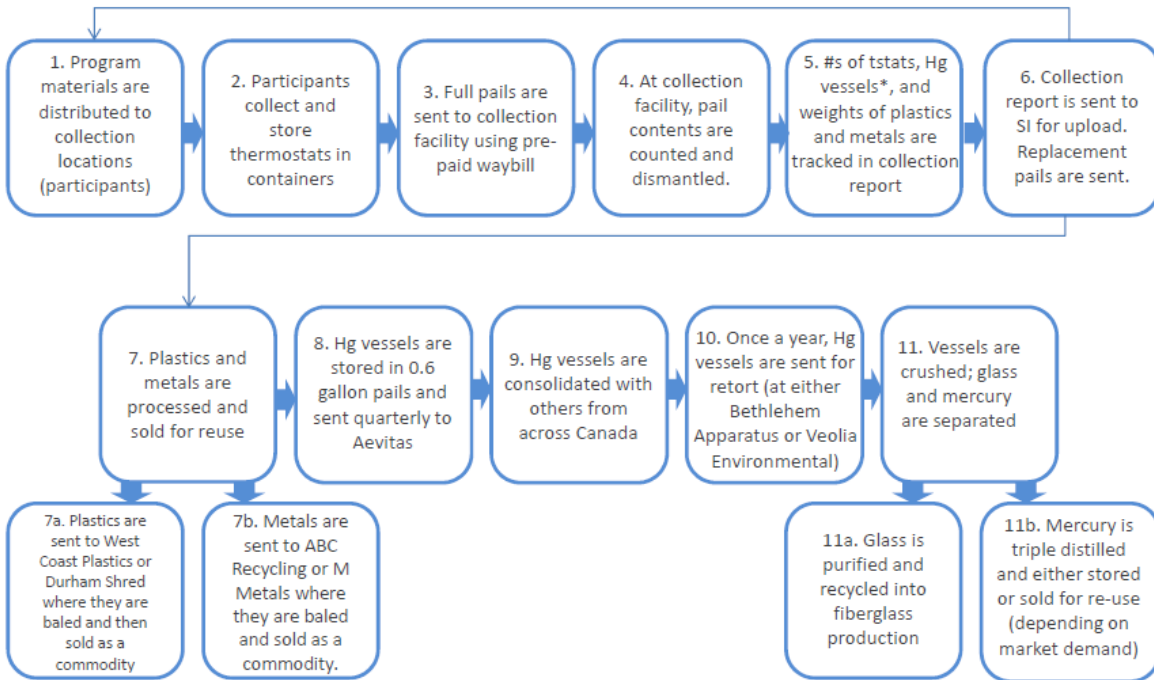 1. Program
materials are
distributed to
collection
locations
(participants)
2. Participants
collect and
store
thermostats in
containers
3. Full pails are
sent to collection
facility using pre-
paid waybill
4. At collection
facility, pail
contents are
counted and
dismantled.
5. #s of tstats, Hg
vessels*, and
weights of plastics
and metals are
tracked in collection
report
6. Collection
report is sent to
SI for upload.
Replacement
pails are sent.
7. Plastics and
metals are
processed and
sold for reuse
8. Hg vessels are
stored in 0.6
gallon pails and
sent quarterly to
Aevitas
9. Hg vessels are
consolidated with
others from
across Canada
10. Once a year, Hg
vessels are sent for
retort (at either
Bethlehem
Apparatus or Veolia
Environmental)
11. Vessels are
crushed; glass
and mercury
are separated
7a. Plastics are
sent to West
Coast Plastics or
Durham Shred
where they are
baled and then
sold as a
commodity
7b. Metals are
sent to ABC
Recycling or M
Metals where
they are baled
and sold as a
commodity.
11a. Glass is
purified and
recycled into
fiberglass
production
11b. Mercury is
triple distilled
and either stored
or sold for re-use
(depending on
market demand)